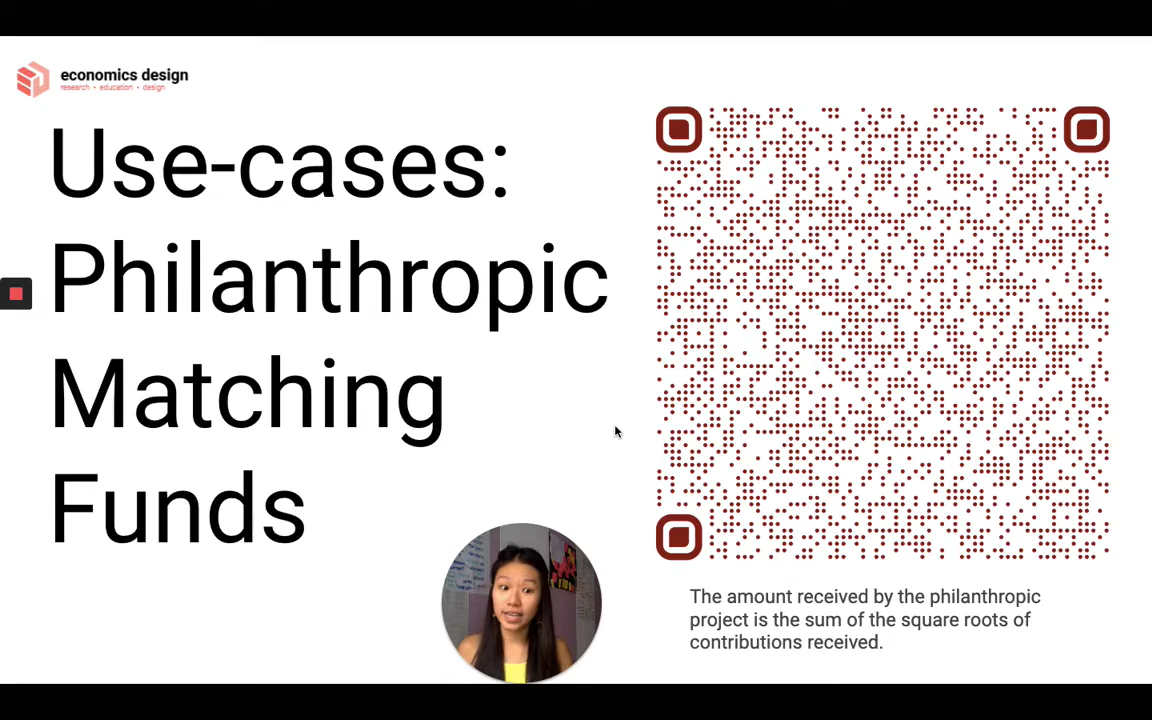 economics design
research • education • design
Use-cases:
Philanthropic
Matching
Funds
The amount received by the philanthropic
project is the sum of the square roots of
contributions received.